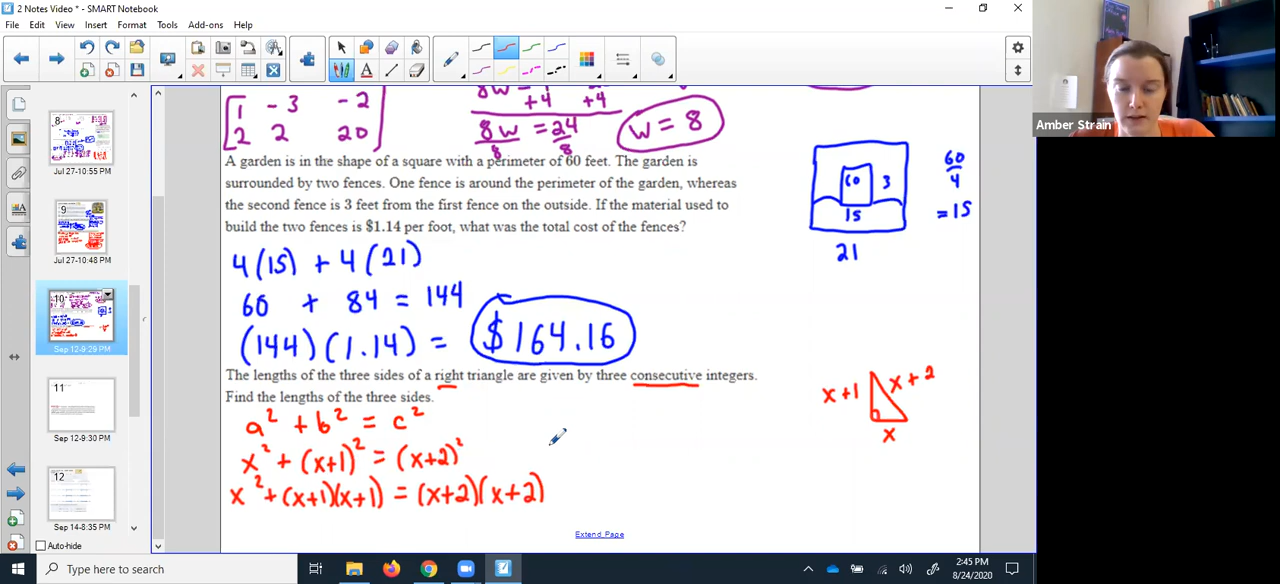 2 Notes Video * - SMART Notebook
File Edit View Insert Format Tools Add-ons Help
Amber Strain
8
Jul 27-10:55 PM
9
Jul 27-10:48 PM
10
Sep 12-9:29 PM
11
Sep 12-9:30 PM
12
Sep 14-8:35 PM
Auto-hide
1 -3 -2
2 2 20
+4 +4
8w = 24
8 8
w = 8
A garden is in the shape of a square with a perimeter of 60 feet. The garden is
surrounded by two fences. One fence is around the perimeter of the garden, whereas
the second fence is 3 feet from the first fence on the outside. If the material used to
build the two fences is $1.14 per foot, what was the total cost of the fences?
60 3
15
21
60
4
= 15
4(15) + 4(21)
60 + 84 = 144
(144)(1.14) = $164.16
The lengths of the three sides of a right triangle are given by three consecutive integers.
Find the lengths of the three sides.
x+1 x+2
x
a² + b² = c²
x² + (x+1)² = (x+2)²
x² + (x+1)(x+1) = (x+2)(x+2)
Extend Page
Type here to search
2:45 PM
8/24/2020